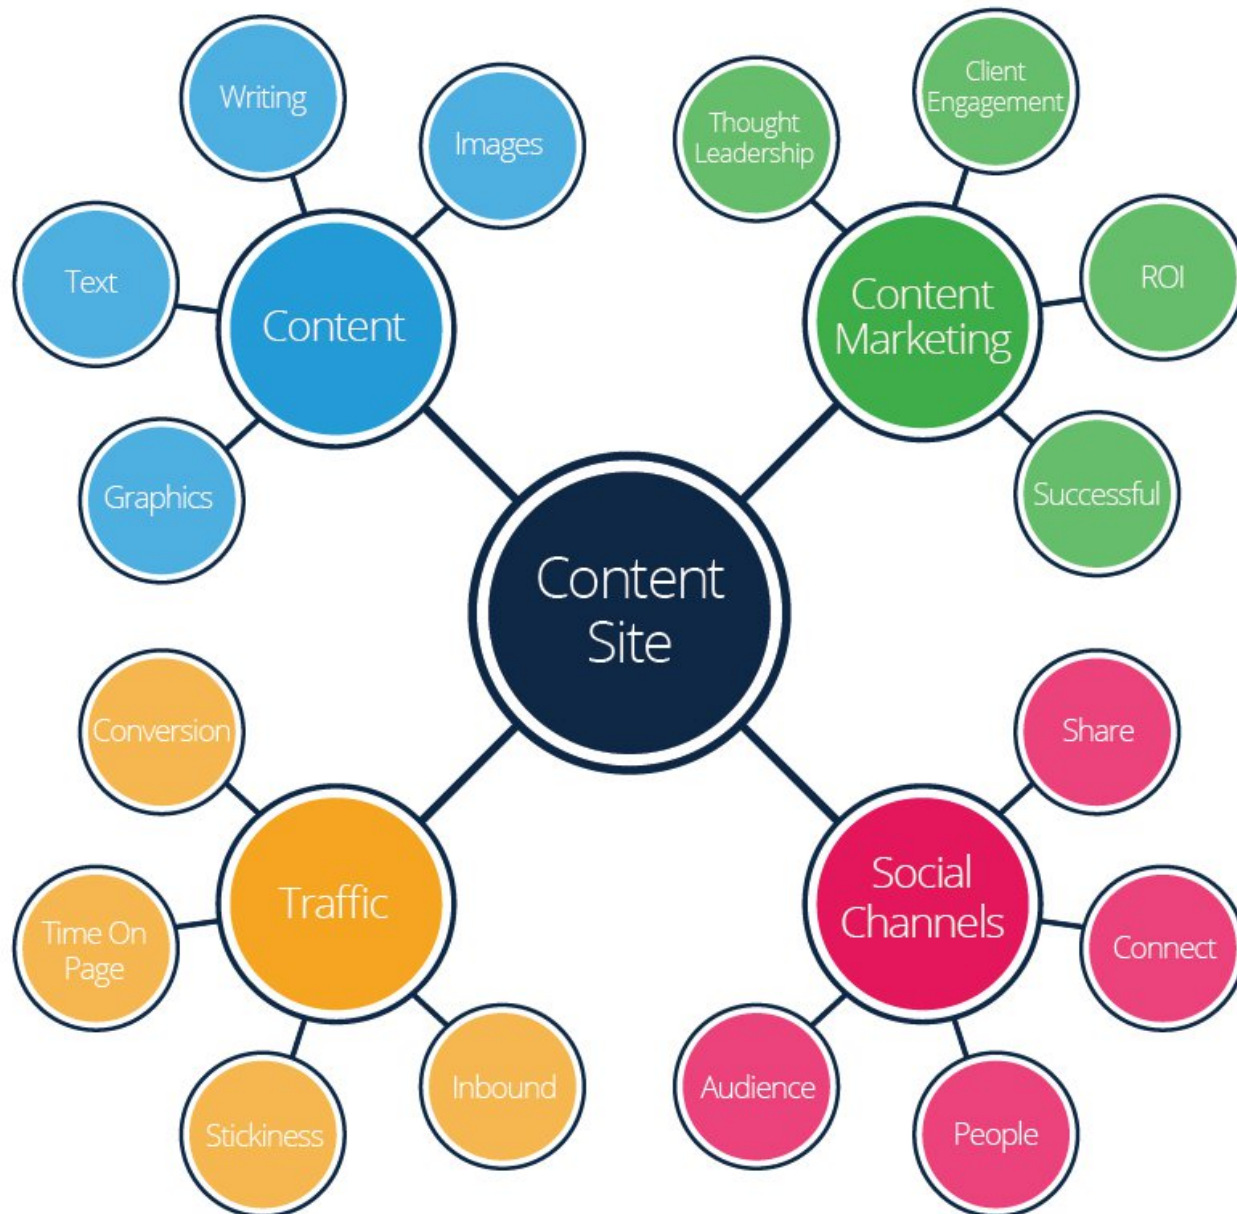 Writing
Images
Text
Content
Graphics
Thought
Leadership
Client
Engagement
ROI
Content
Marketing
Successful
Content
Site
Conversion
Time On
Page
Traffic
Stickiness
Inbound
Share
Social
Channels
Connect
Audience
People